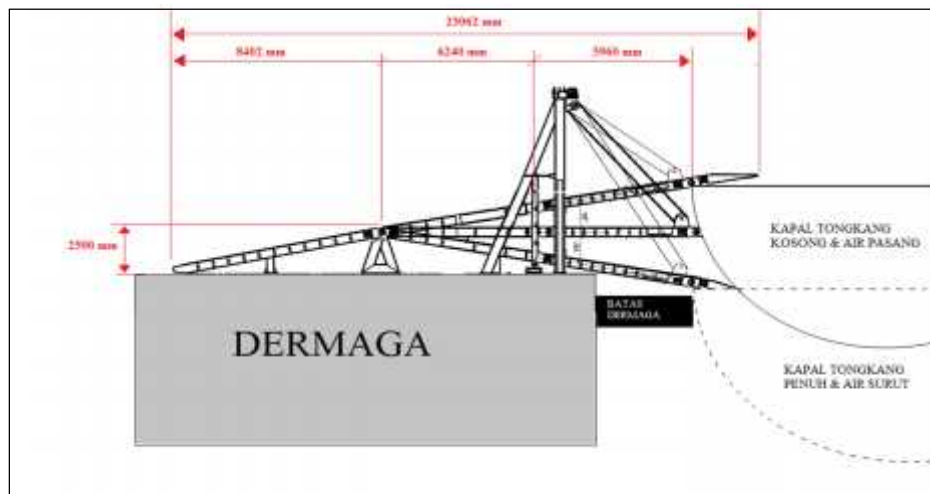 23062 mm
8402 mm
6240 mm
5960 mm
2500 mm
KAPAL TONGKANG
KOSONG & AIR PASANG
BATAS
DERMAGA
DERMAGA
KAPAL TONGKANG
PENUH & AIR SURUT